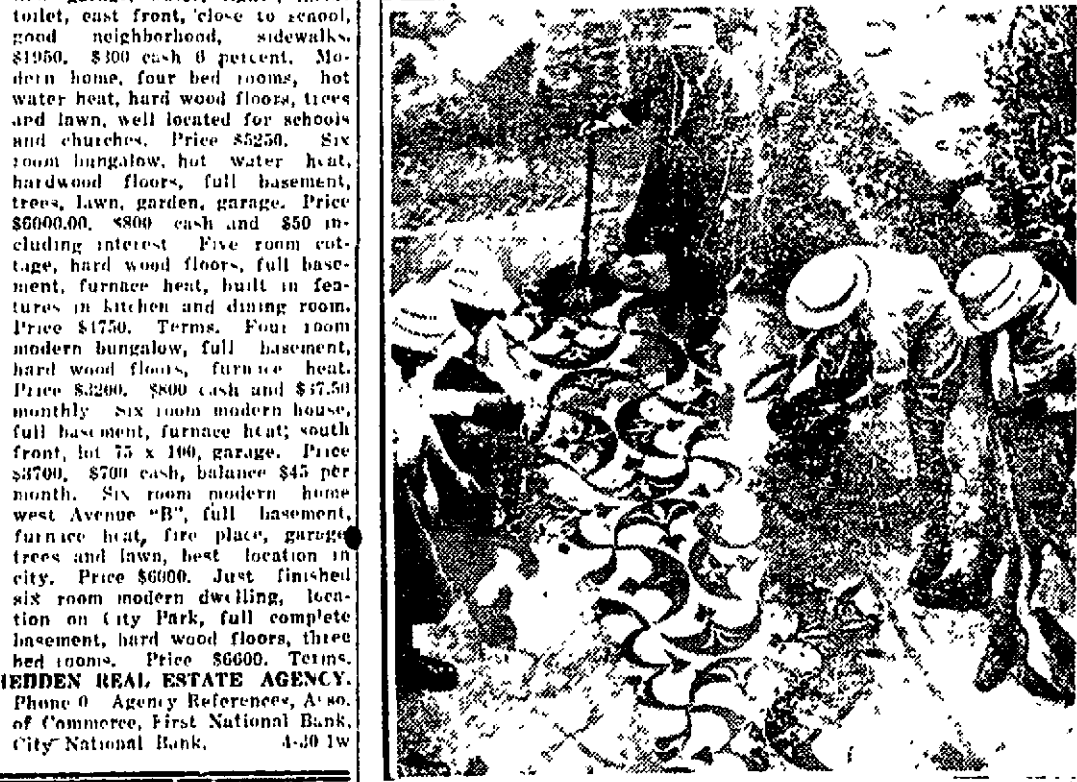 toilet, east front, close to school,
good neighborhood, sidewalks.
$1950. $300 cash 6 percent. Mo-
dern home, four bed rooms, hot
water heat, hard wood floors, trees
and lawn, well located for schools
and churches. Price $5250. Six
room bungalow, hot water heat,
hardwood floors, full basement,
trees, lawn, garden, garage. Price
$6000.00. $800 cash and $50 in-
cluding interest Five room cot-
tage, hard wood floors, full base-
ment, furnace heat, built in fea-
tures in kitchen and dining room.
Price $4750. Terms. Four room
modern bungalow, full basement,
hard wood floors, furnace heat.
Price $3200. $800 cash and $47.50
monthly Six room modern house,
full basement, furnace heat; south
front, lot 75 x 100, garage. Price
$3700. $700 cash, balance $45 per
month. Six room modern home
west Avenue "B", full basement,
furnace heat, fire place, garage
trees and lawn, best location in
city. Price $6000. Just finished
six room modern dwelling, loca-
tion on City Park, full complete
basement, hard wood floors, three
bed rooms. Price $6600. Terms.
HEDDEN REAL ESTATE AGENCY.
Phone 0 Agency References, Asso.
of Commerce, First National Bank,
City National Bank. 4-30 1w